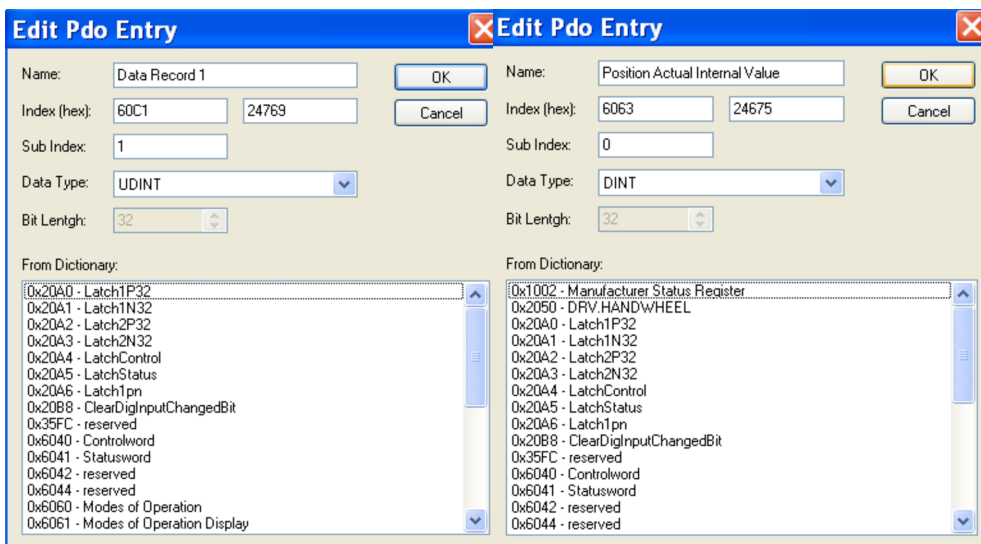 Edit Pdo Entry
Name: Data Record 1
OK
Index (hex): 60C1 24769
Cancel
Sub Index: 1
Data Type: UDINT
Bit Lentgh: 32
From Dictionary:
0x20A0 - Latch1P32
0x20A1 - Latch1N32
0x20A2 - Latch2P32
0x20A3 - Latch2N32
0x20A4 - LatchControl
0x20A5 - LatchStatus
0x20A6 - Latch1pn
0x20B8 - ClearDigInputChangedBit
0x35FC - reserved
0x6040 - Controlword
0x6041 - Statusword
0x6042 - reserved
0x6044 - reserved
0x6060 - Modes of Operation
0x6061 - Modes of Operation Display
Edit Pdo Entry
Name: Position Actual Internal Value
OK
Index (hex): 6063 24675
Cancel
Sub Index: 0
Data Type: DINT
Bit Lentgh: 32
From Dictionary:
0x1002 - Manufacturer Status Register
0x2050 - DRV.HANDWHEEL
0x20A0 - Latch1P32
0x20A1 - Latch1N32
0x20A2 - Latch2P32
0x20A3 - Latch2N32
0x20A4 - LatchControl
0x20A5 - LatchStatus
0x20A6 - Latch1pn
0x20B8 - ClearDigInputChangedBit
0x35FC - reserved
0x6040 - Controlword
0x6041 - Statusword
0x6042 - reserved
0x6044 - reserved